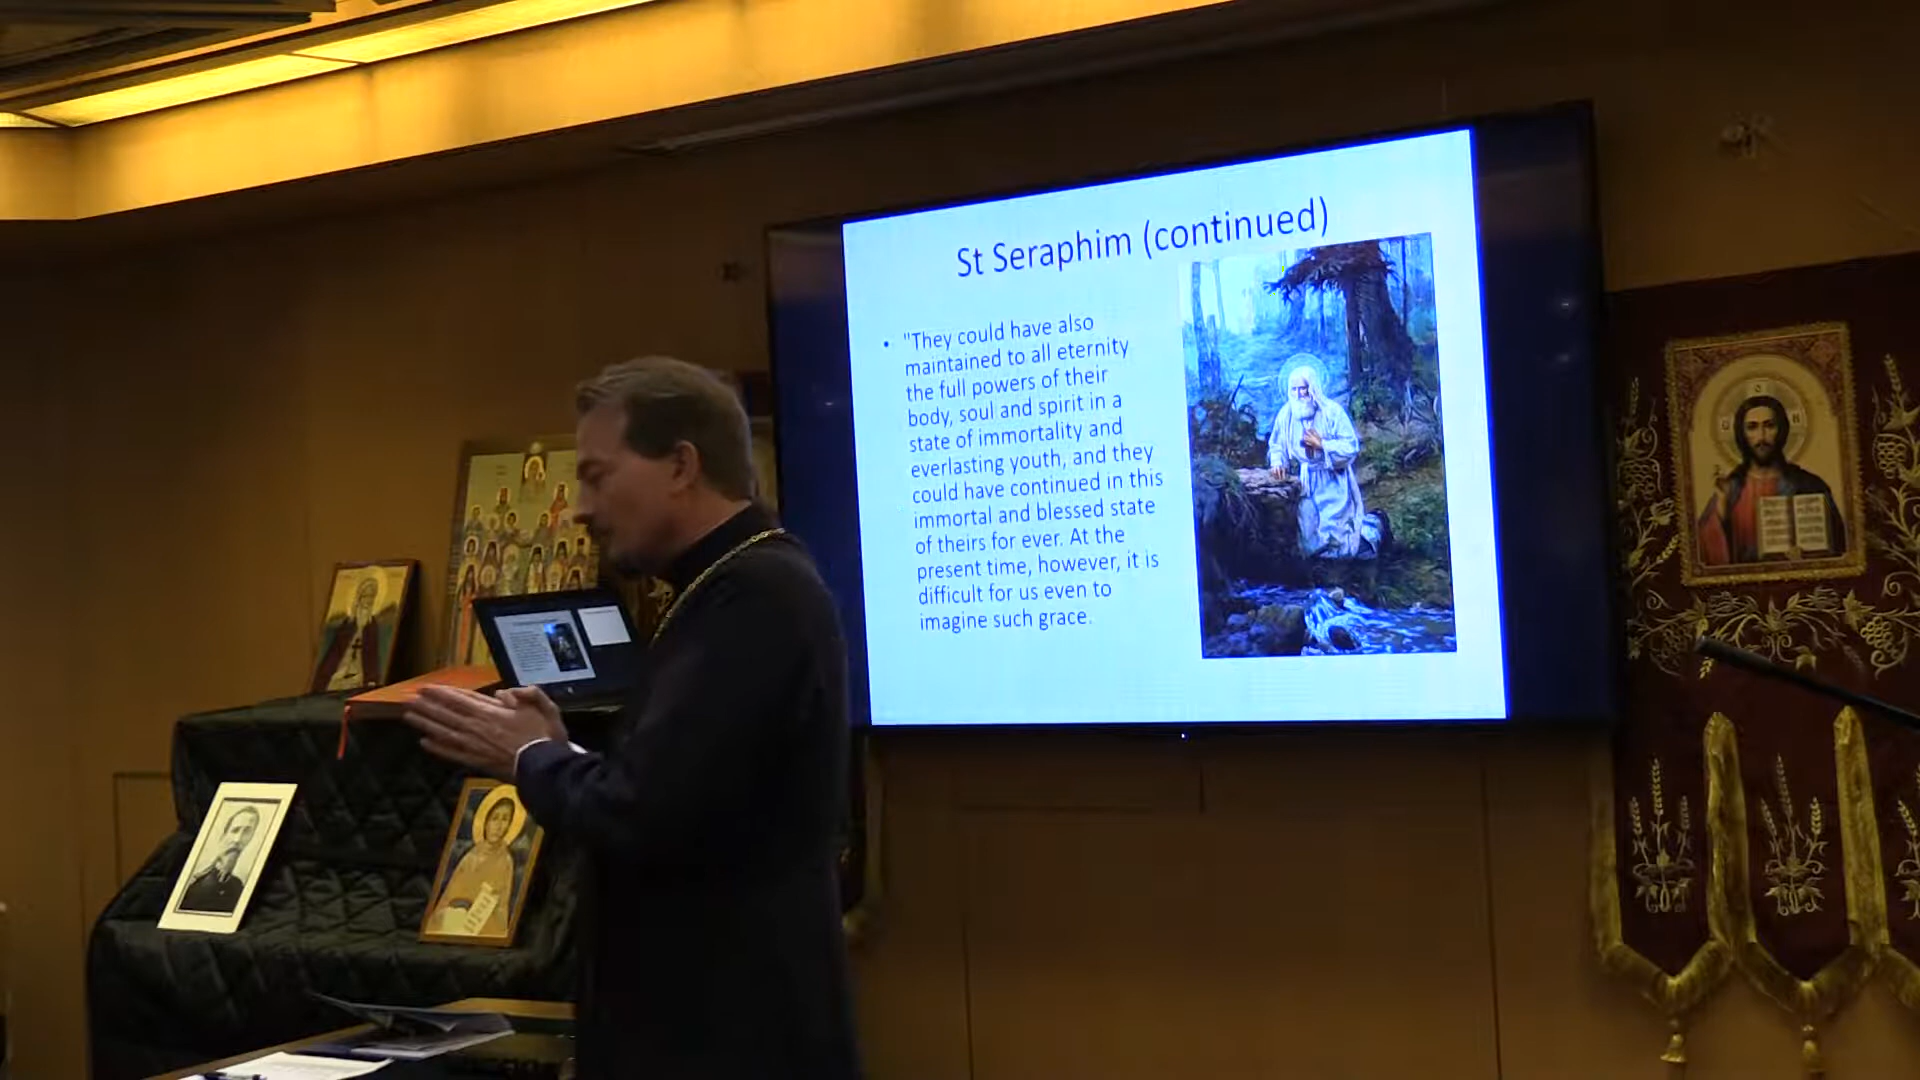 St Seraphim (continued)
• "They could have also
maintained to all eternity
the full powers of their
body, soul and spirit in a
state of immortality and
everlasting youth, and they
could have continued in this
immortal and blessed state
of theirs for ever. At the
present time, however, it is
difficult for us even to
imagine such grace.